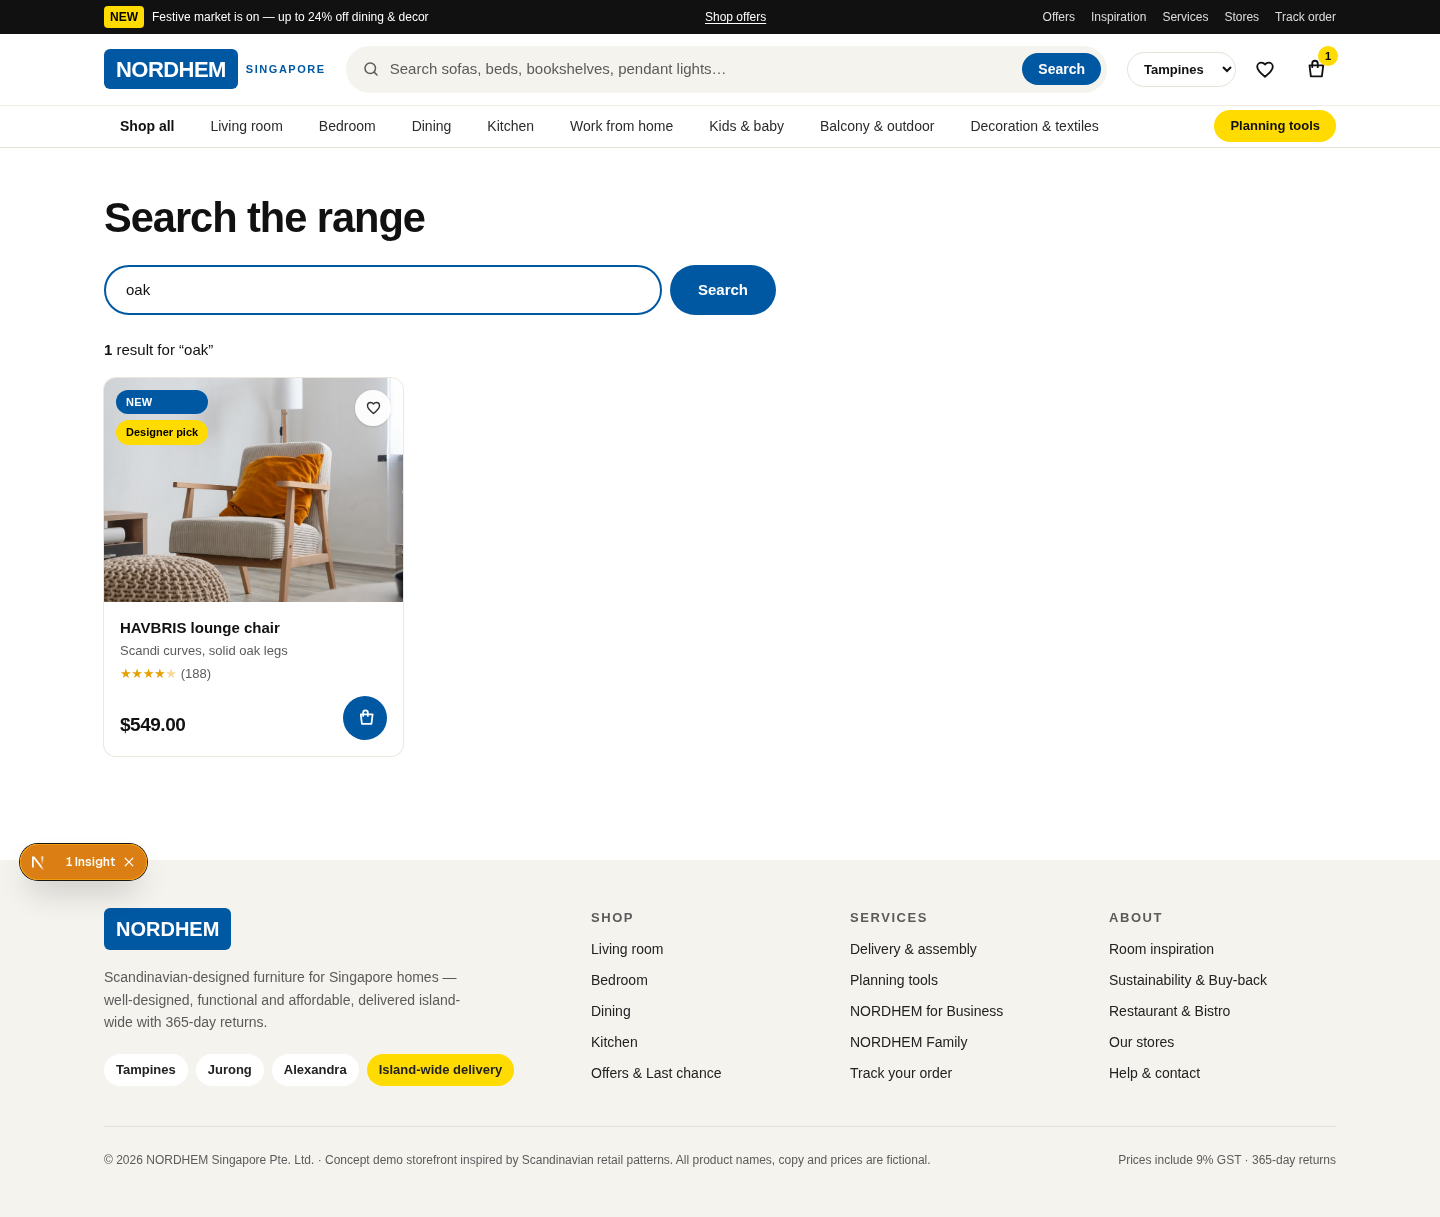 NEW Festive market is on — up to 24% off dining & decor Shop offers Offers Inspiration Services Stores Track order
NORDHEM SINGAPORE Search sofas, beds, bookshelves, pendant lights… Search Tampines 1
Shop all Living room Bedroom Dining Kitchen Work from home Kids & baby Balcony & outdoor Decoration & textiles Planning tools
Search the range
oak Search
1 result for “oak”
NEW
Designer pick
HAVBRIS lounge chair
Scandi curves, solid oak legs
★★★★★ (188)
$549.00
1 Insight
NORDHEM
Scandinavian-designed furniture for Singapore homes —
well-designed, functional and affordable, delivered island-
wide with 365-day returns.
Tampines Jurong Alexandra Island-wide delivery
SHOP
Living room
Bedroom
Dining
Kitchen
Offers & Last chance
SERVICES
Delivery & assembly
Planning tools
NORDHEM for Business
NORDHEM Family
Track your order
ABOUT
Room inspiration
Sustainability & Buy-back
Restaurant & Bistro
Our stores
Help & contact
© 2026 NORDHEM Singapore Pte. Ltd. · Concept demo storefront inspired by Scandinavian retail patterns. All product names, copy and prices are fictional. Prices include 9% GST · 365-day returns